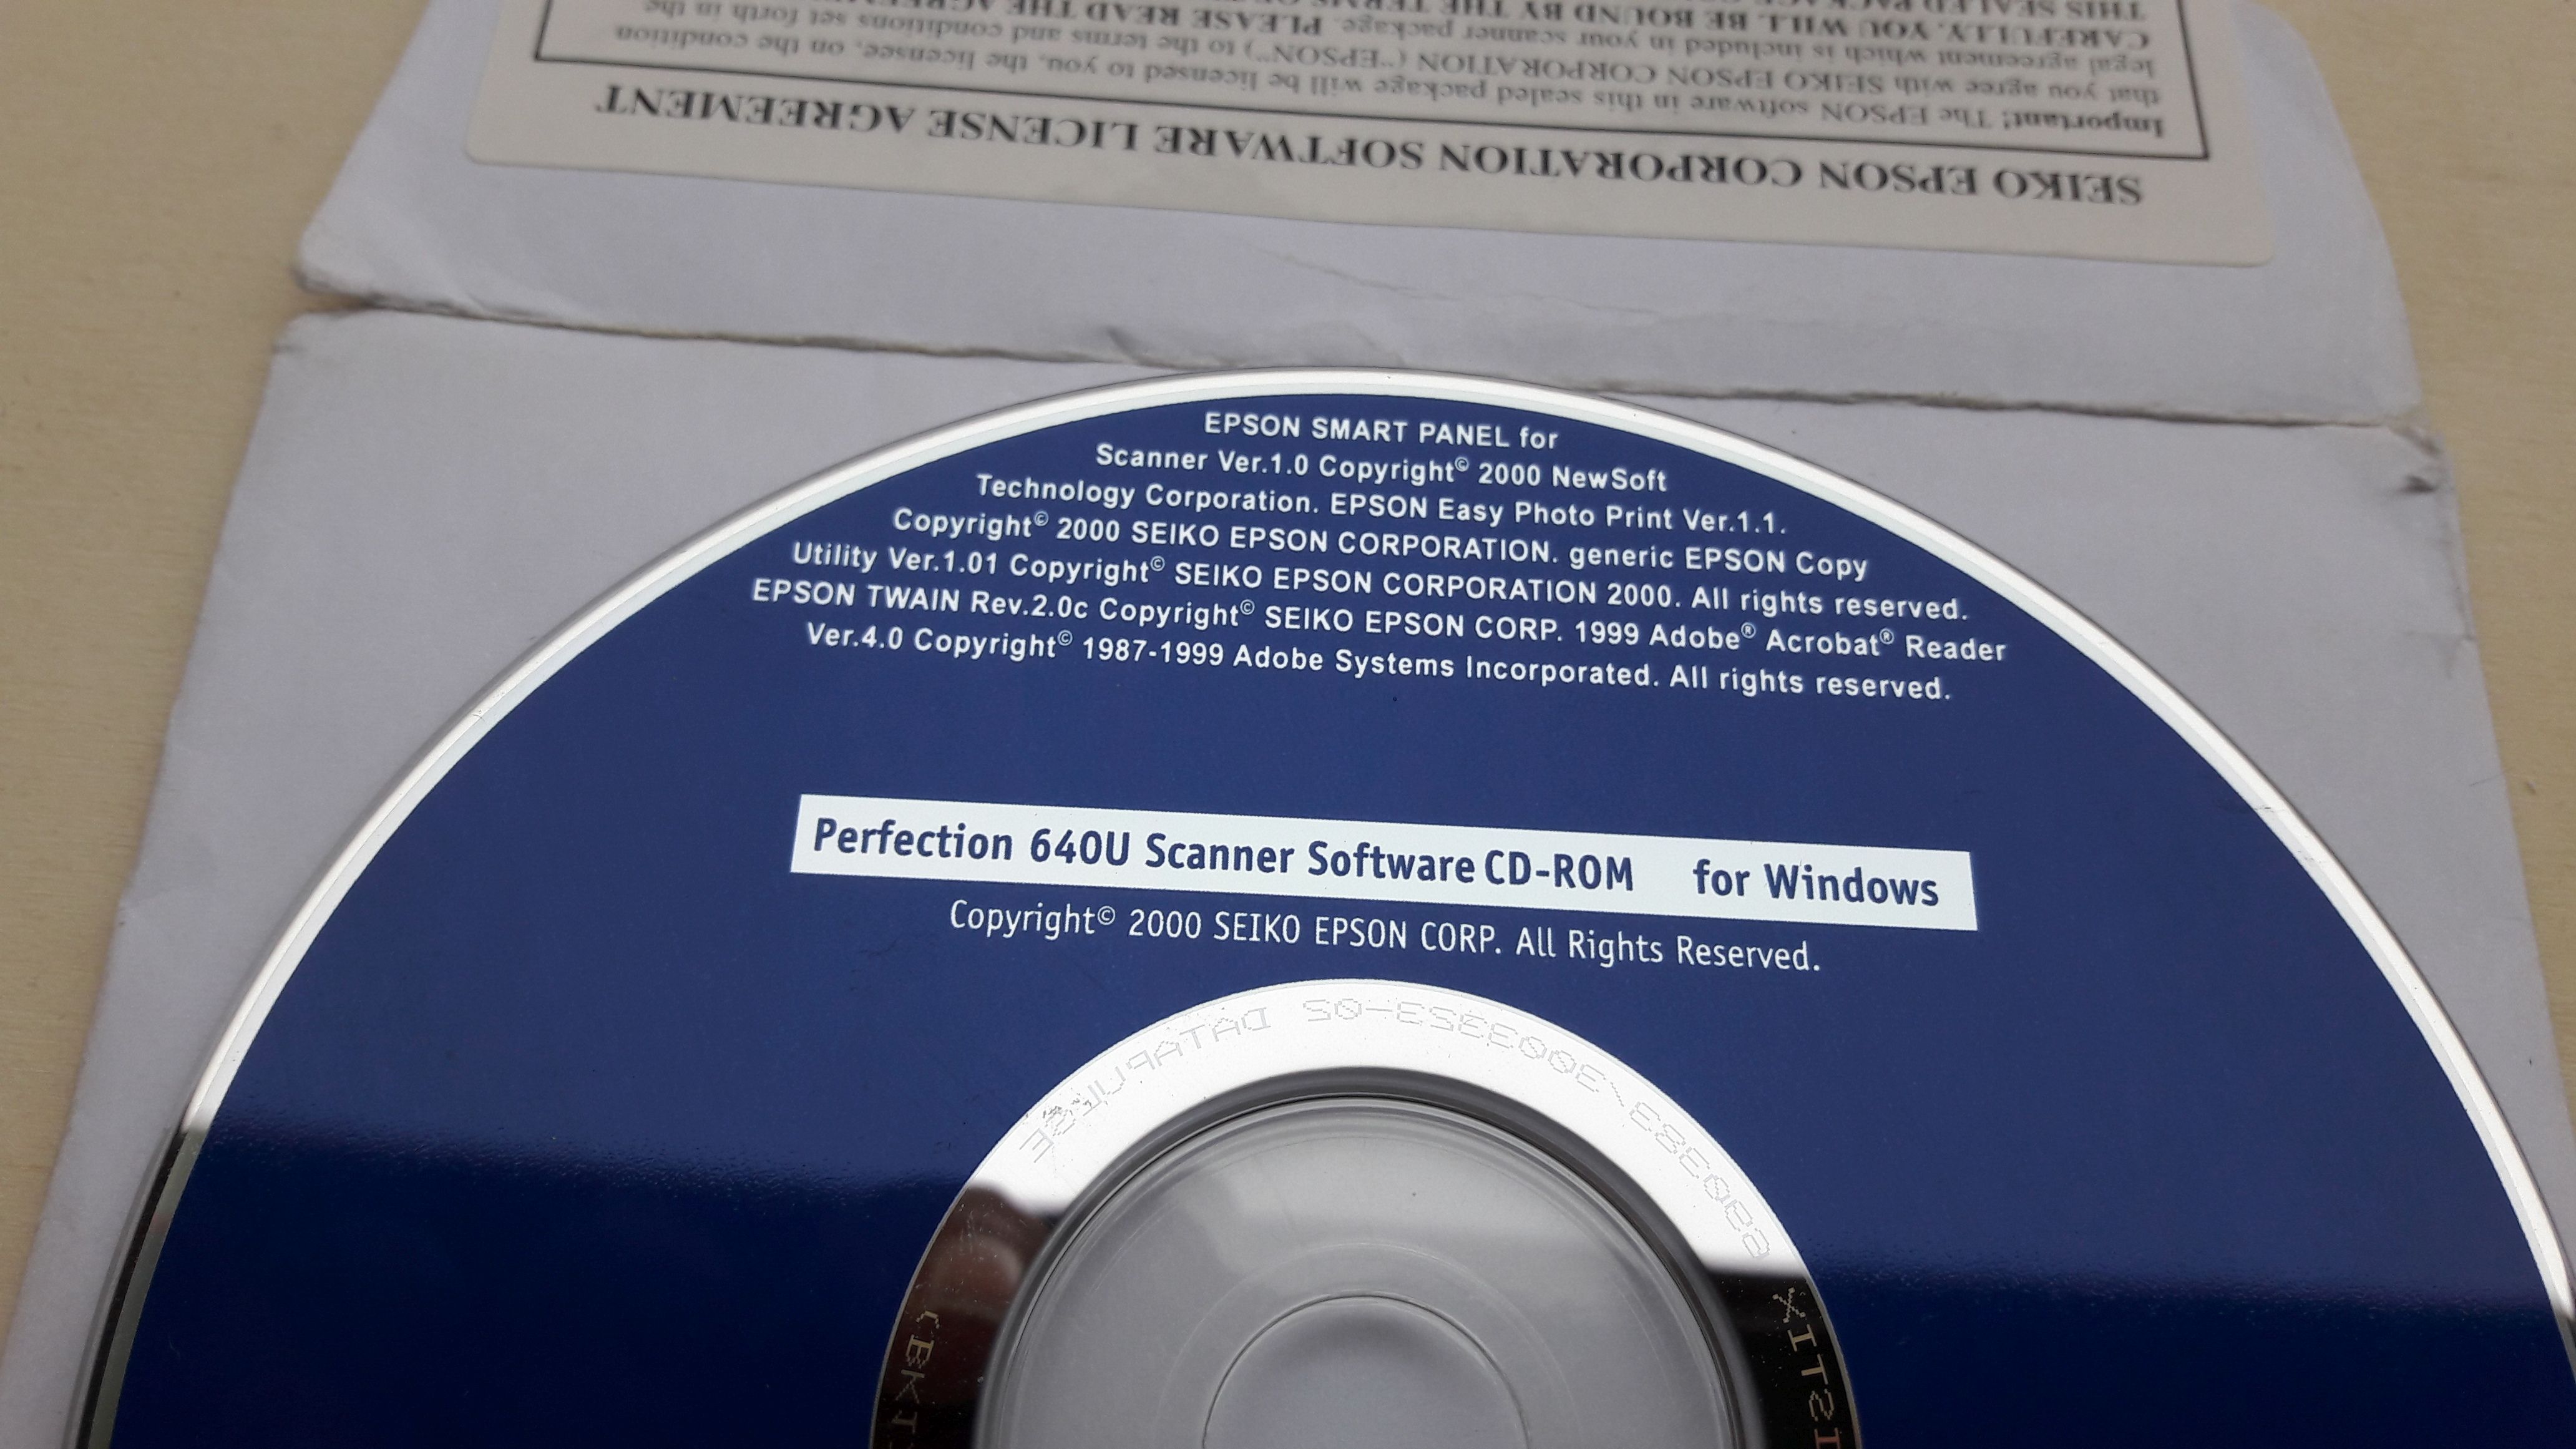 SEIKO EPSON CORPORATION SOFTWARE LICENSE AGREEMENT
Important! The EPSON software in this sealed package will be licensed to you, the licensee, on the condition
that you agree with SEIKO EPSON CORPORATION ("EPSON") to the terms and conditions set forth in the
legal agreement which is included in your scanner package. PLEASE READ THE
CAREFULLY. YOU WILL BE BOUND BY THE TERMS OF
THIS SEALED
EPSON SMART PANEL for
Scanner Ver.1.0 Copyright© 2000 NewSoft
Technology Corporation. EPSON Easy Photo Print Ver.1.1.
Copyright© 2000 SEIKO EPSON CORPORATION. generic EPSON Copy
Utility Ver.1.01 Copyright© SEIKO EPSON CORPORATION 2000. All rights reserved.
EPSON TWAIN Rev.2.0c Copyright© SEIKO EPSON CORP. 1999 Adobe® Acrobat® Reader
Ver.4.0 Copyright© 1987-1999 Adobe Systems Incorporated. All rights reserved.
Perfection 640U Scanner Software CD-ROM for Windows
Copyright© 2000 SEIKO EPSON CORP. All Rights Reserved.
DATAPULSE